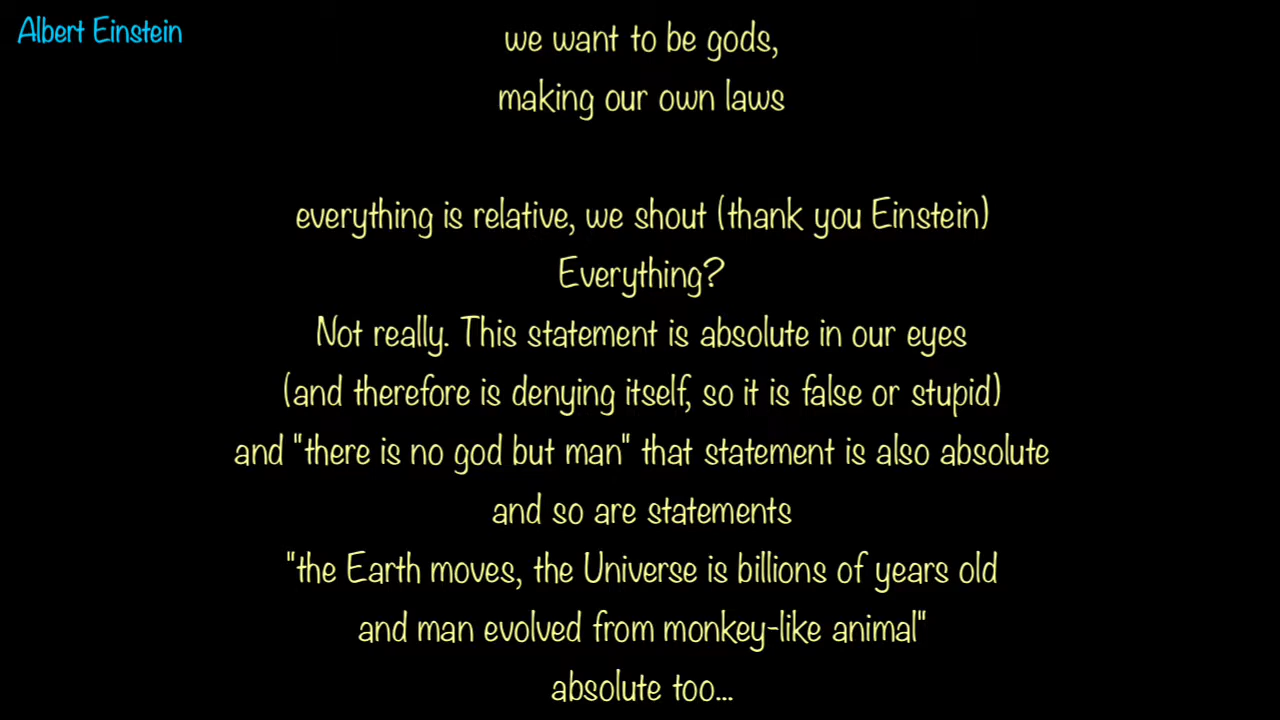 Albert Einstein
we want to be gods,
making our own laws
everything is relative, we shout (thank you Einstein)
Everything?
Not really. This statement is absolute in our eyes
(and therefore is denying itself, so it is false or stupid)
and "there is no god but man" that statement is also absolute
and so are statements
"the Earth moves, the Universe is billions of years old
and man evolved from monkey-like animal"
absolute too...